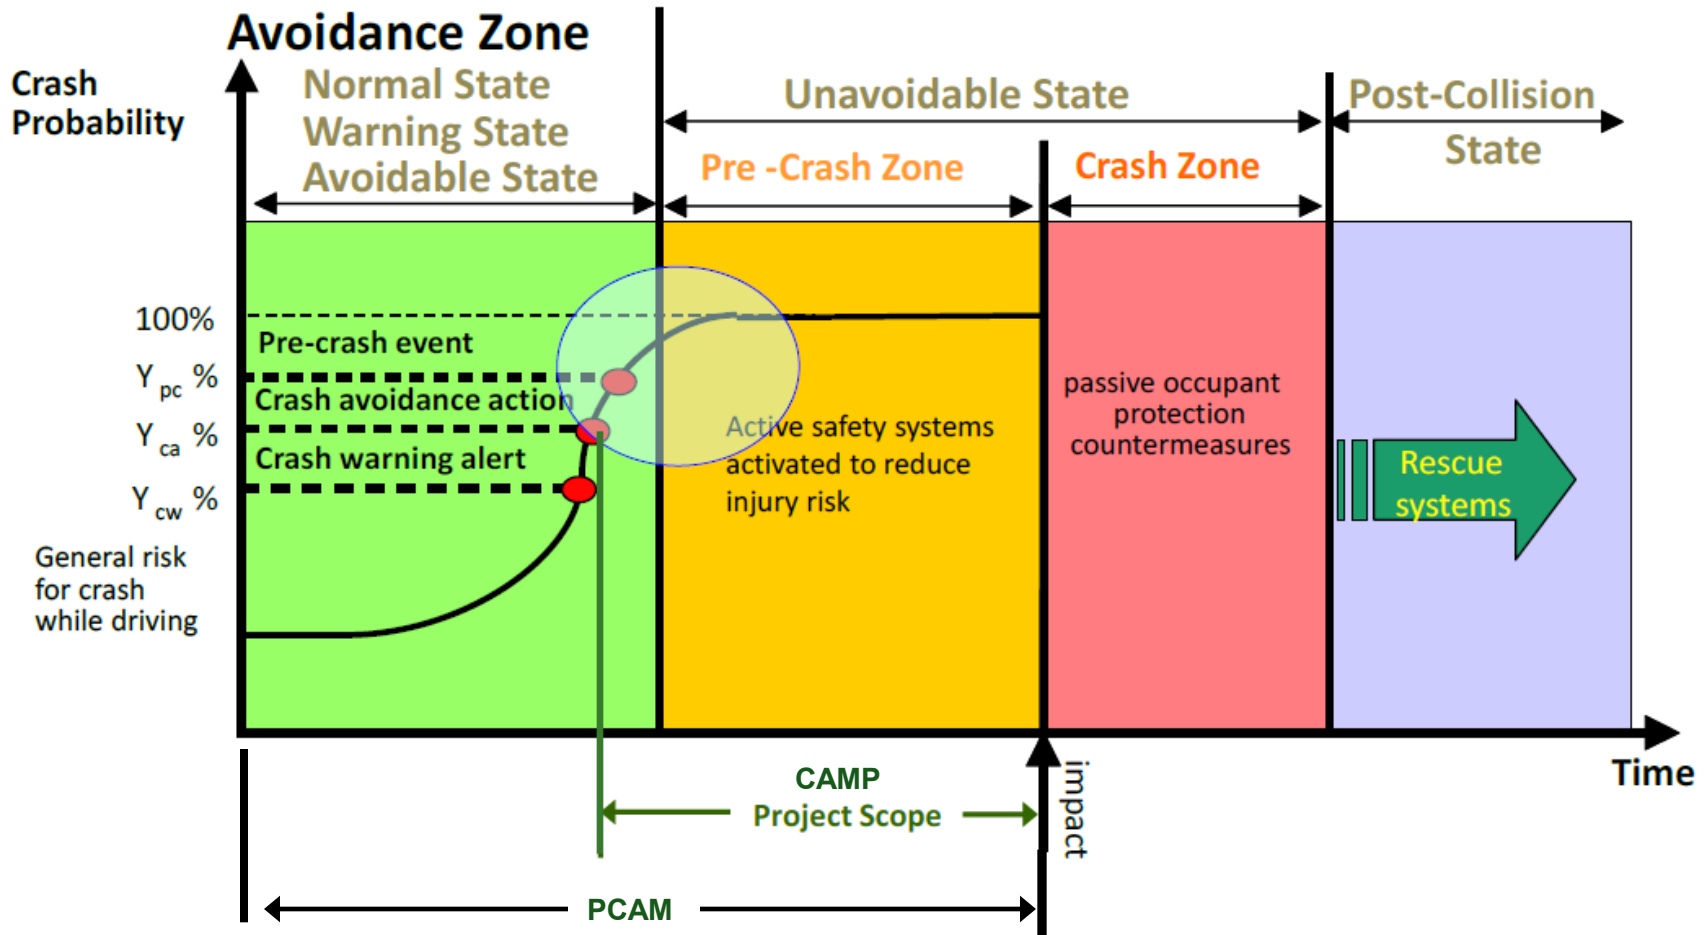 Avoidance Zone
Crash
Probability
Normal State
Warning State
Avoidable State
Unavoidable State
Post-Collision
State
Pre -Crash Zone
Crash Zone
100%
Pre-crash event
Y pc %
Crash avoidance action
Y ca %
Crash warning alert
Y cw %
General risk
for crash
while driving
Active safety systems
activated to reduce
injury risk
passive occupant
protection
countermeasures
Rescue
systems
Time
impact
CAMP
Project Scope
PCAM